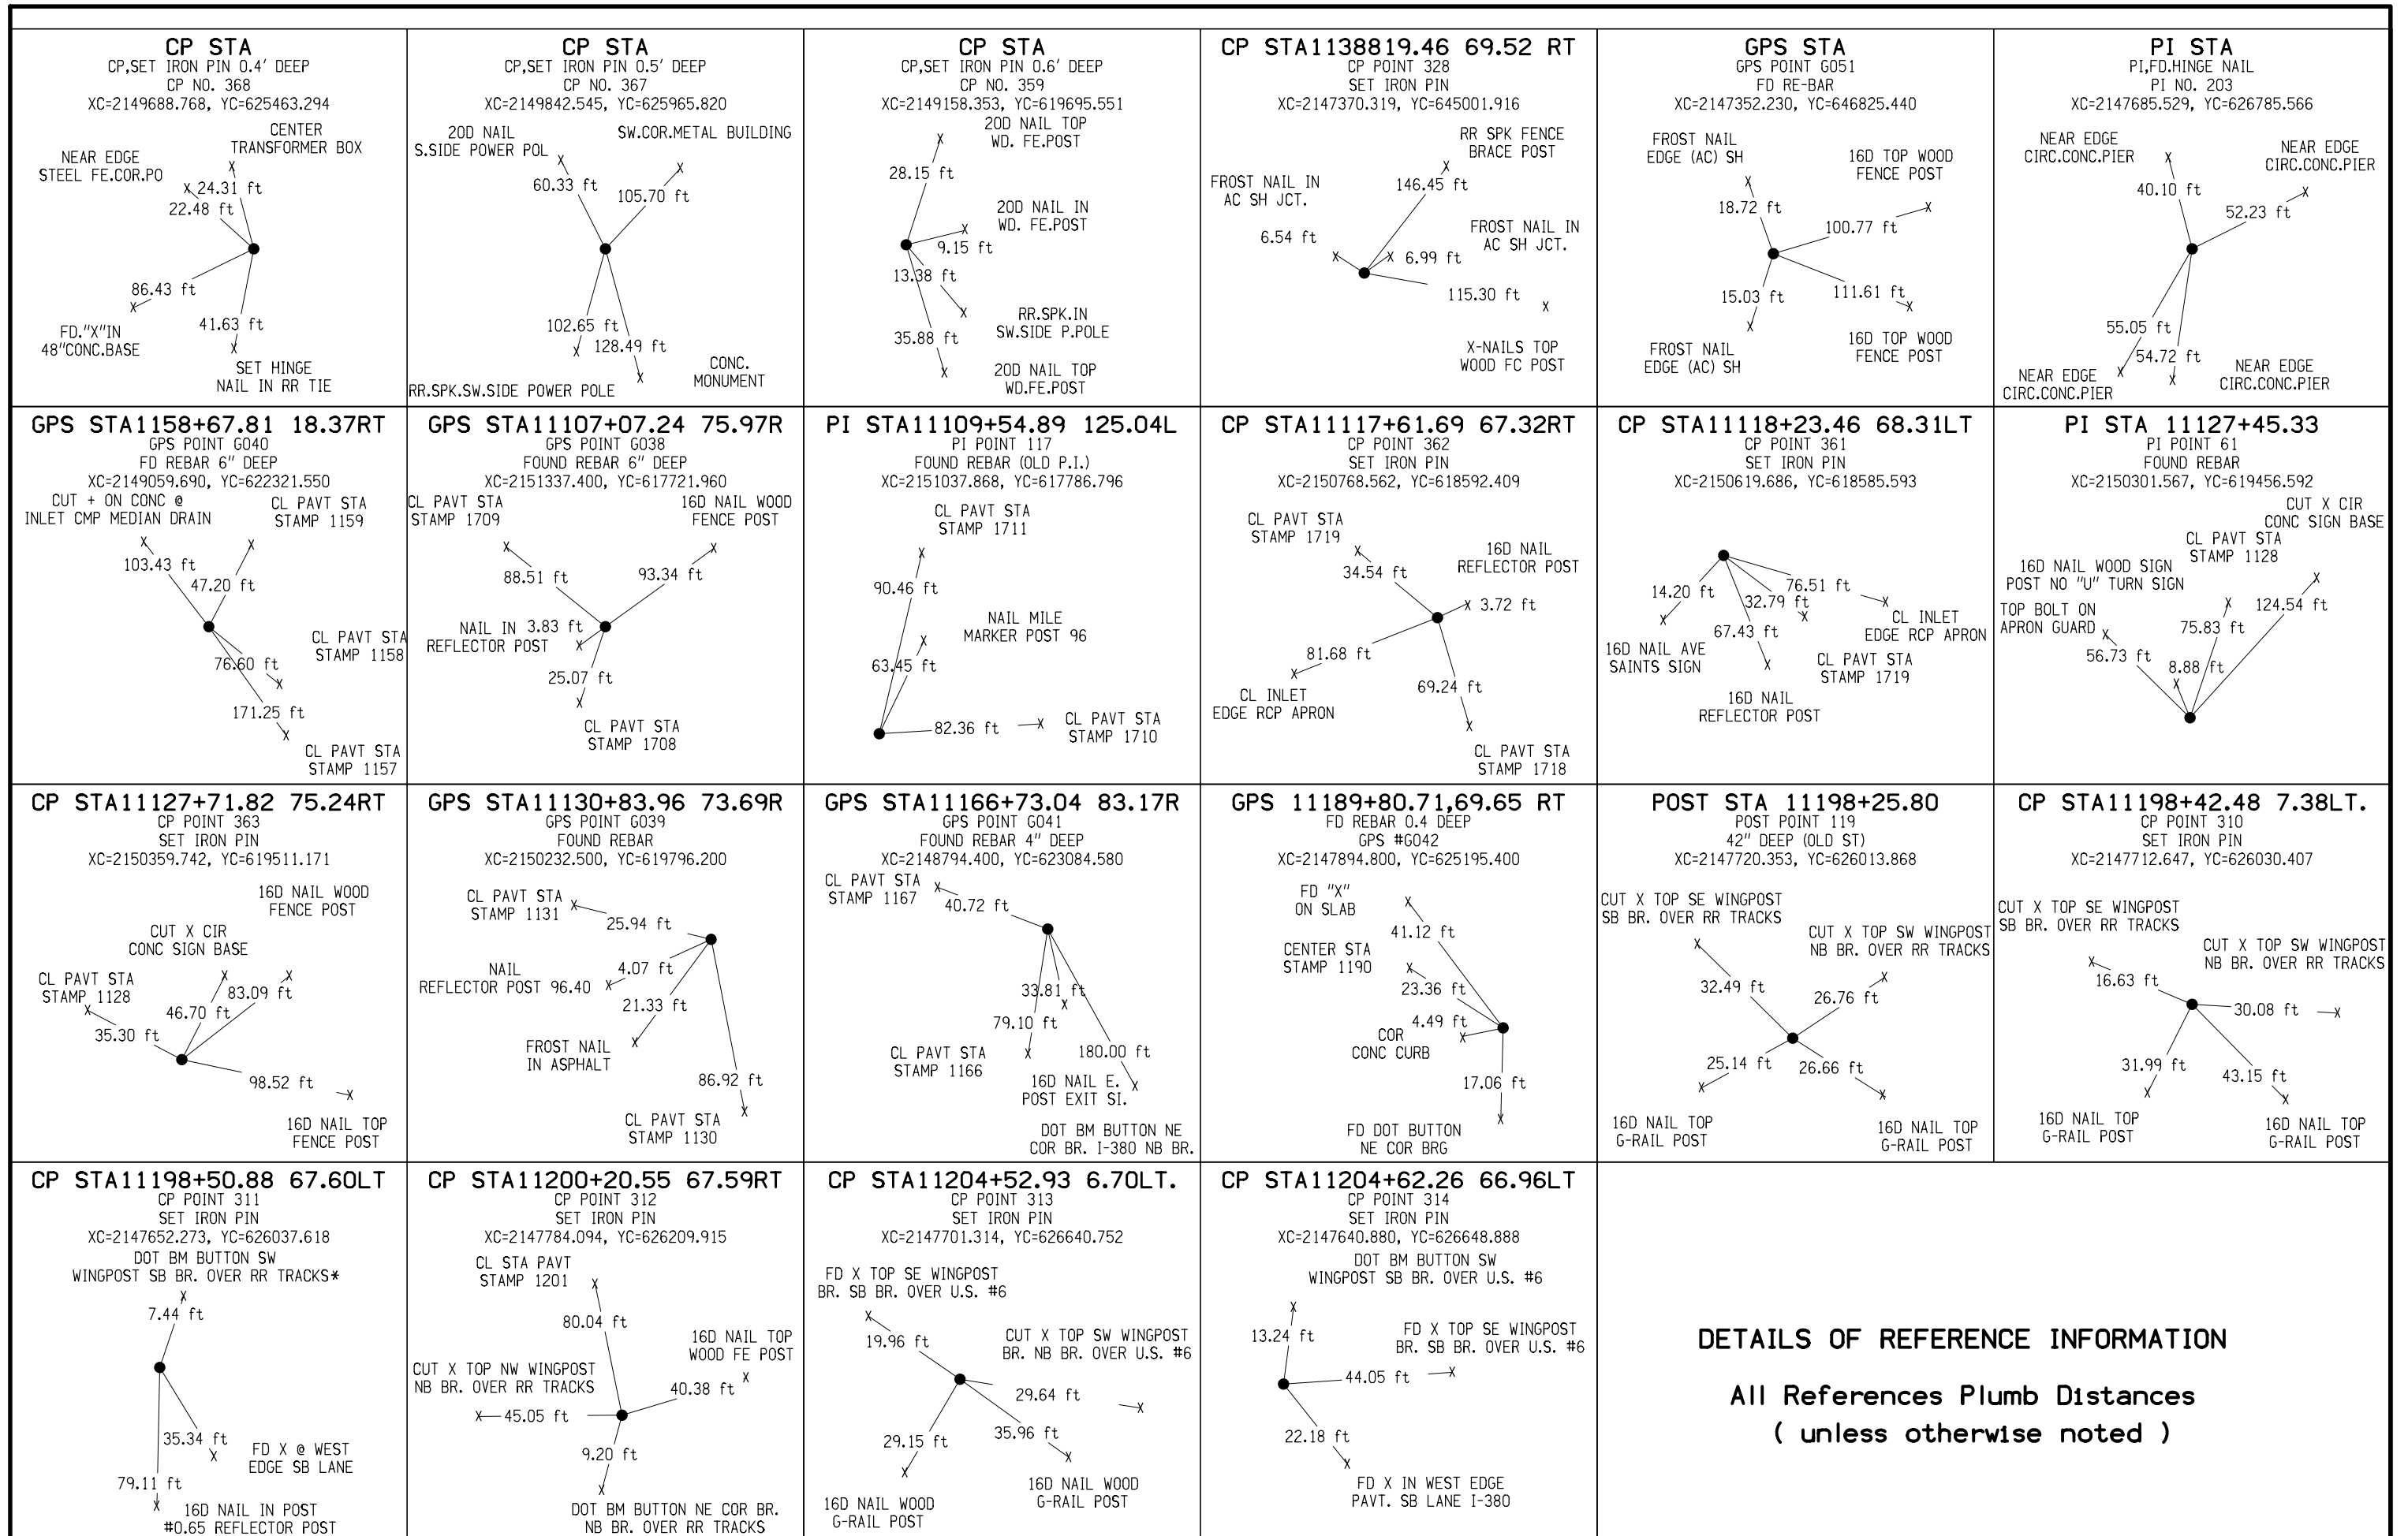 CP STA
CP,SET IRON PIN 0.4' DEEP
CP NO. 368
XC=2149688.768, YC=625463.294
CENTER
TRANSFORMER BOX
NEAR EDGE
STEEL FE.COR.PO
24.31 ft
22.48 ft
86.43 ft
41.63 ft
FD."X"IN
48"CONC.BASE
SET HINGE
NAIL IN RR TIE
CP STA
CP,SET IRON PIN 0.5' DEEP
CP NO. 367
XC=2149842.545, YC=625965.820
20D NAIL
S.SIDE POWER POL
SW.COR.METAL BUILDING
60.33 ft
105.70 ft
102.65 ft
128.49 ft
CONC.
MONUMENT
RR.SPK.SW.SIDE POWER POLE
CP STA
CP,SET IRON PIN 0.6' DEEP
CP NO. 359
XC=2149158.353, YC=619695.551
20D NAIL TOP
WD. FE.POST
28.15 ft
20D NAIL IN
WD. FE.POST
9.15 ft
13.38 ft
RR.SPK.IN
SW.SIDE P.POLE
35.88 ft
20D NAIL TOP
WD.FE.POST
CP STA1138819.46 69.52 RT
CP POINT 328
SET IRON PIN
XC=2147370.319, YC=645001.916
RR SPK FENCE
BRACE POST
146.45 ft
FROST NAIL IN
AC SH JCT.
6.54 ft
FROST NAIL IN
AC SH JCT.
6.99 ft
115.30 ft
X-NAILS TOP
WOOD FC POST
GPS STA
GPS POINT G051
FD RE-BAR
XC=2147352.230, YC=646825.440
FROST NAIL
EDGE (AC) SH
16D TOP WOOD
FENCE POST
18.72 ft
100.77 ft
15.03 ft
111.61 ft
FROST NAIL
EDGE (AC) SH
16D TOP WOOD
FENCE POST
PI STA
PI,FD.HINGE NAIL
PI NO. 203
XC=2147685.529, YC=626785.566
NEAR EDGE
CIRC.CONC.PIER
NEAR EDGE
CIRC.CONC.PIER
40.10 ft
52.23 ft
55.05 ft
54.72 ft
NEAR EDGE
CIRC.CONC.PIER
NEAR EDGE
CIRC.CONC.PIER
GPS STA1158+67.81 18.37RT
GPS POINT G040
FD REBAR 6" DEEP
XC=2149059.690, YC=622321.550
CUT + ON CONC @
INLET CMP MEDIAN DRAIN
CL PAVT STA
STAMP 1159
103.43 ft
47.20 ft
CL PAVT STA
STAMP 1158
76.60 ft
171.25 ft
CL PAVT STA
STAMP 1157
GPS STA11107+07.24 75.97R
GPS POINT G038
FOUND REBAR 6" DEEP
XC=2151337.400, YC=617721.960
CL PAVT STA
STAMP 1709
16D NAIL WOOD
FENCE POST
88.51 ft
93.34 ft
NAIL IN
REFLECTOR POST
3.83 ft
25.07 ft
CL PAVT STA
STAMP 1708
PI STA11109+54.89 125.04L
PI POINT 117
FOUND REBAR (OLD P.I.)
XC=2151037.868, YC=617786.796
CL PAVT STA
STAMP 1711
90.46 ft
NAIL MILE
MARKER POST 96
63.45 ft
82.36 ft
CL PAVT STA
STAMP 1710
CP STA11117+61.69 67.32RT
CP POINT 362
SET IRON PIN
XC=2150768.562, YC=618592.409
CL PAVT STA
STAMP 1719
34.54 ft
16D NAIL
REFLECTOR POST
3.72 ft
81.68 ft
69.24 ft
CL INLET
EDGE RCP APRON
CL PAVT STA
STAMP 1718
CP STA11118+23.46 68.31LT
CP POINT 361
SET IRON PIN
XC=2150619.686, YC=618585.593
14.20 ft
76.51 ft
32.79 ft
67.43 ft
CL INLET
EDGE RCP APRON
16D NAIL AVE
SAINTS SIGN
CL PAVT STA
STAMP 1719
16D NAIL
REFLECTOR POST
PI STA 11127+45.33
PI POINT 61
FOUND REBAR
XC=2150301.567, YC=619456.592
CUT X CIR
CONC SIGN BASE
CL PAVT STA
STAMP 1128
16D NAIL WOOD SIGN
POST NO "U" TURN SIGN
TOP BOLT ON
APRON GUARD
124.54 ft
75.83 ft
56.73 ft
8.88 ft
CP STA11127+71.82 75.24RT
CP POINT 363
SET IRON PIN
XC=2150359.742, YC=619511.171
16D NAIL WOOD
FENCE POST
CUT X CIR
CONC SIGN BASE
CL PAVT STA
STAMP 1128
83.09 ft
46.70 ft
35.30 ft
98.52 ft
16D NAIL TOP
FENCE POST
GPS STA11130+83.96 73.69R
GPS POINT G039
FOUND REBAR
XC=2150232.500, YC=619796.200
CL PAVT STA
STAMP 1131
25.94 ft
NAIL
REFLECTOR POST 96.40
4.07 ft
21.33 ft
FROST NAIL
IN ASPHALT
86.92 ft
CL PAVT STA
STAMP 1130
GPS STA11166+73.04 83.17R
GPS POINT G041
FOUND REBAR 4" DEEP
XC=2148794.400, YC=623084.580
CL PAVT STA
STAMP 1167
40.72 ft
33.81 ft
79.10 ft
180.00 ft
CL PAVT STA
STAMP 1166
16D NAIL E.
POST EXIT SI.
DOT BM BUTTON NE
COR BR. I-380 NB BR.
GPS 11189+80.71,69.65 RT
FD REBAR 0.4 DEEP
GPS #G042
XC=2147894.800, YC=625195.400
FD "X"
ON SLAB
41.12 ft
CENTER STA
STAMP 1190
23.36 ft
4.49 ft
COR
CONC CURB
17.06 ft
FD DOT BUTTON
NE COR BRG
POST STA 11198+25.80
POST POINT 119
42" DEEP (OLD ST)
XC=2147720.353, YC=626013.868
CUT X TOP SE WINGPOST
SB BR. OVER RR TRACKS
CUT X TOP SW WINGPOST
NB BR. OVER RR TRACKS
32.49 ft
26.76 ft
25.14 ft
26.66 ft
16D NAIL TOP
G-RAIL POST
16D NAIL TOP
G-RAIL POST
CP STA11198+42.48 7.38LT.
CP POINT 310
SET IRON PIN
XC=2147712.647, YC=626030.407
CUT X TOP SE WINGPOST
SB BR. OVER RR TRACKS
CUT X TOP SW WINGPOST
NB BR. OVER RR TRACKS
16.63 ft
30.08 ft
31.99 ft
43.15 ft
16D NAIL TOP
G-RAIL POST
16D NAIL TOP
G-RAIL POST
CP STA11198+50.88 67.60LT
CP POINT 311
SET IRON PIN
XC=2147652.273, YC=626037.618
DOT BM BUTTON SW
WINGPOST SB BR. OVER RR TRACKS*
7.44 ft
35.34 ft
FD X @ WEST
EDGE SB LANE
79.11 ft
16D NAIL IN POST
#0.65 REFLECTOR POST
CP STA11200+20.55 67.59RT
CP POINT 312
SET IRON PIN
XC=2147784.094, YC=626209.915
CL STA PAVT
STAMP 1201
80.04 ft
16D NAIL TOP
WOOD FE POST
CUT X TOP NW WINGPOST
NB BR. OVER RR TRACKS
40.38 ft
45.05 ft
9.20 ft
DOT BM BUTTON NE COR BR.
NB BR. OVER RR TRACKS
CP STA11204+52.93 6.70LT.
CP POINT 313
SET IRON PIN
XC=2147701.314, YC=626640.752
FD X TOP SE WINGPOST
BR. SB BR. OVER U.S. #6
19.96 ft
CUT X TOP SW WINGPOST
BR. NB BR. OVER U.S. #6
29.64 ft
35.96 ft
29.15 ft
16D NAIL WOOD
G-RAIL POST
16D NAIL WOOD
G-RAIL POST
CP STA11204+62.26 66.96LT
CP POINT 314
SET IRON PIN
XC=2147640.880, YC=626648.888
DOT BM BUTTON SW
WINGPOST SB BR. OVER U.S. #6
13.24 ft
FD X TOP SE WINGPOST
BR. SB BR. OVER U.S. #6
44.05 ft
22.18 ft
FD X IN WEST EDGE
PAVT. SB LANE I-380
DETAILS OF REFERENCE INFORMATION
All References Plumb Distances
( unless otherwise noted )